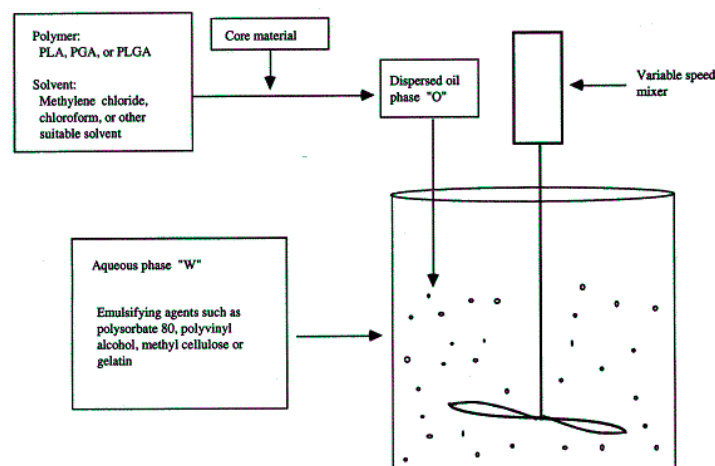 Polymer:
PLA, PGA, or PLGA
Solvent:
Methylene chloride,
chloroform, or other
suitable solvent
Core material
Dispersed oil
phase "O"
Variable speed
mixer
Aqueous phase "W"
Emulsifying agents such as
polysorbate 80, polyvinyl
alcohol, methyl cellulose or
gelatin